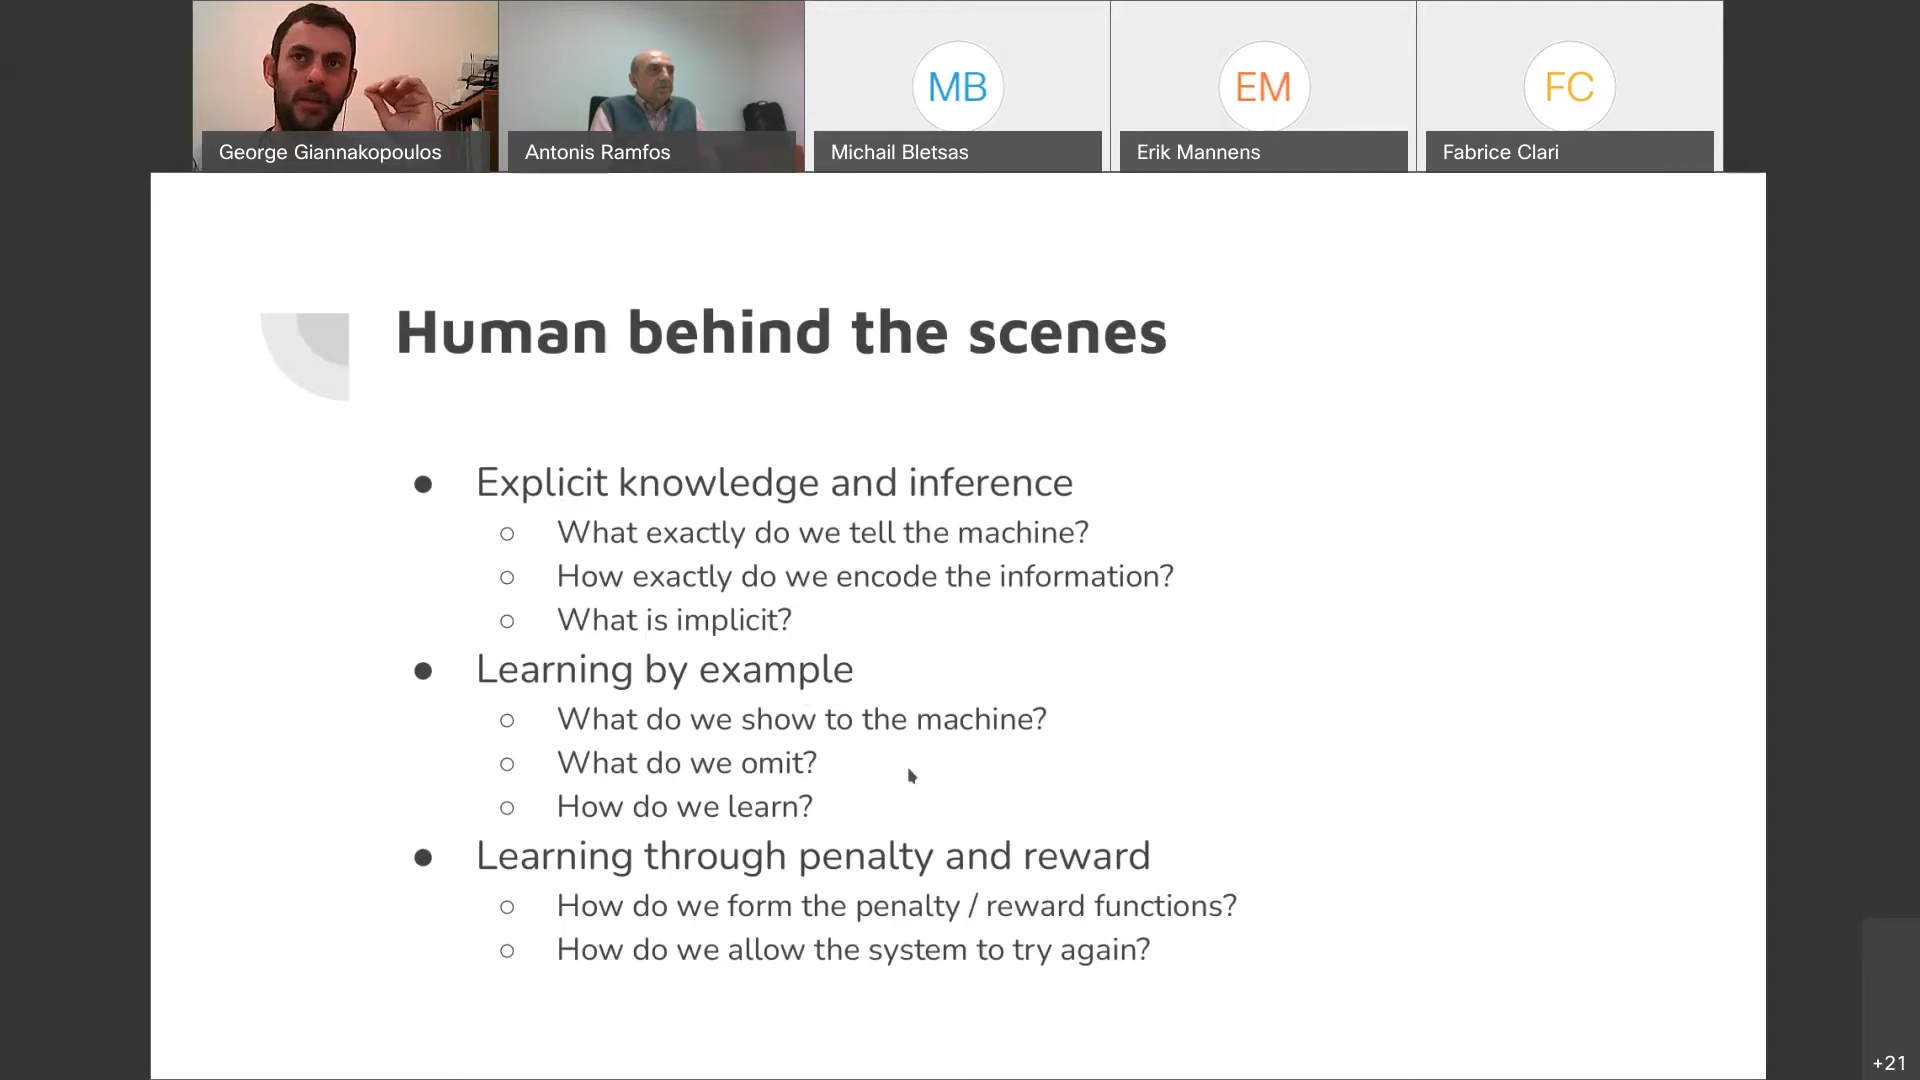 MB
EM
FC
George Giannakopoulos
Antonis Ramfos
Michail Bletsas
Erik Mannens
Fabrice Clari
Human behind the scenes
● Explicit knowledge and inference
○ What exactly do we tell the machine?
○ How exactly do we encode the information?
○ What is implicit?
● Learning by example
○ What do we show to the machine?
○ What do we omit?
○ How do we learn?
● Learning through penalty and reward
○ How do we form the penalty / reward functions?
○ How do we allow the system to try again?
+21